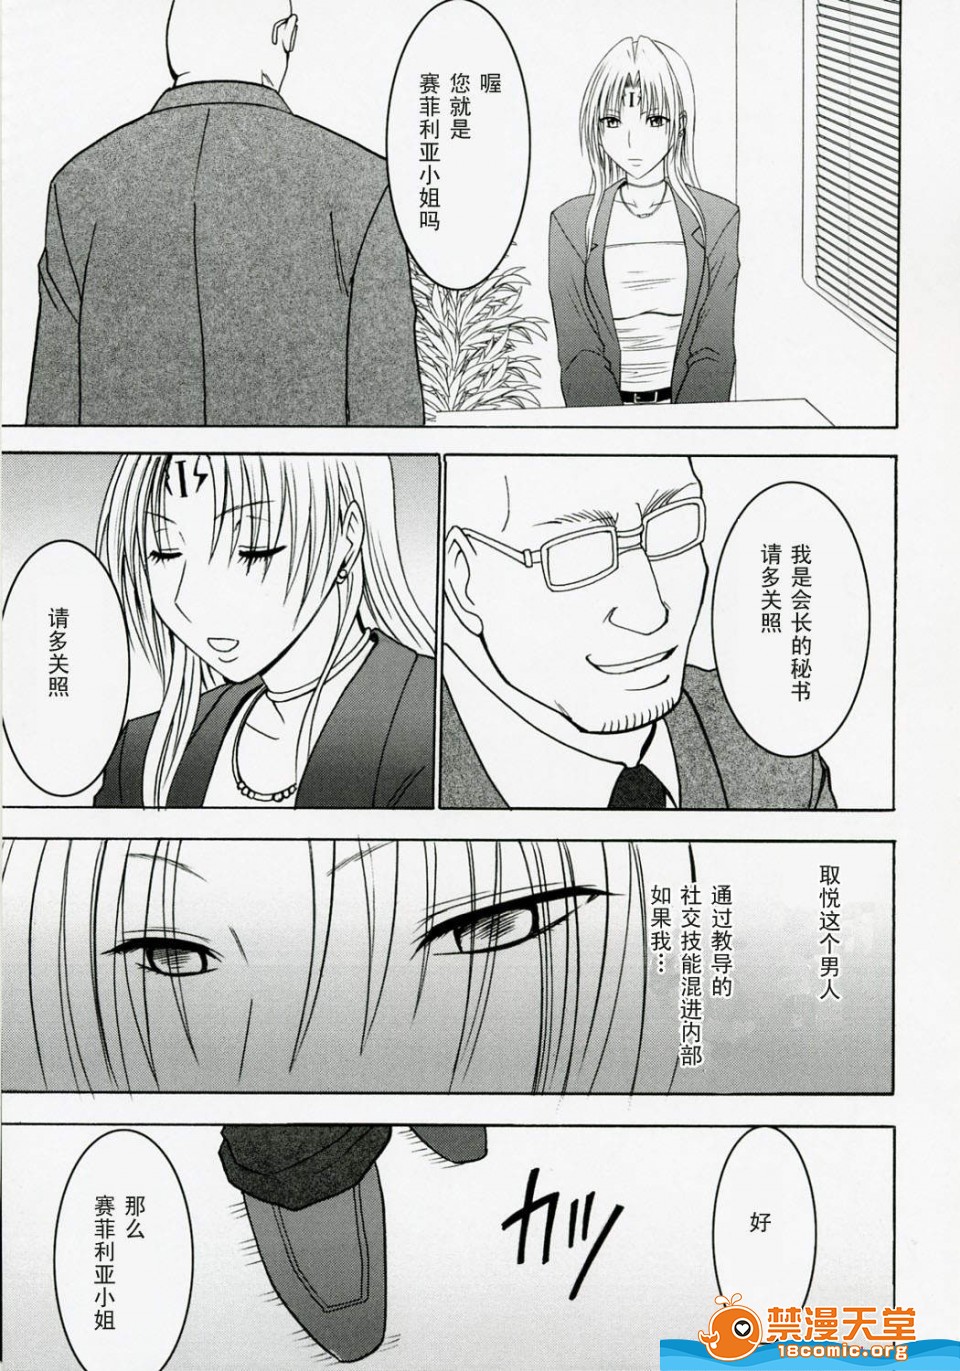 喔
您就是
赛菲利亚小姐吗
我是会长的秘书
请多关照
请多关照
取悦这个男人
通过教导的
社交技能混进内部
如果我…
好
カッ
那么
赛菲利亚小姐
禁漫天堂
18comic.org